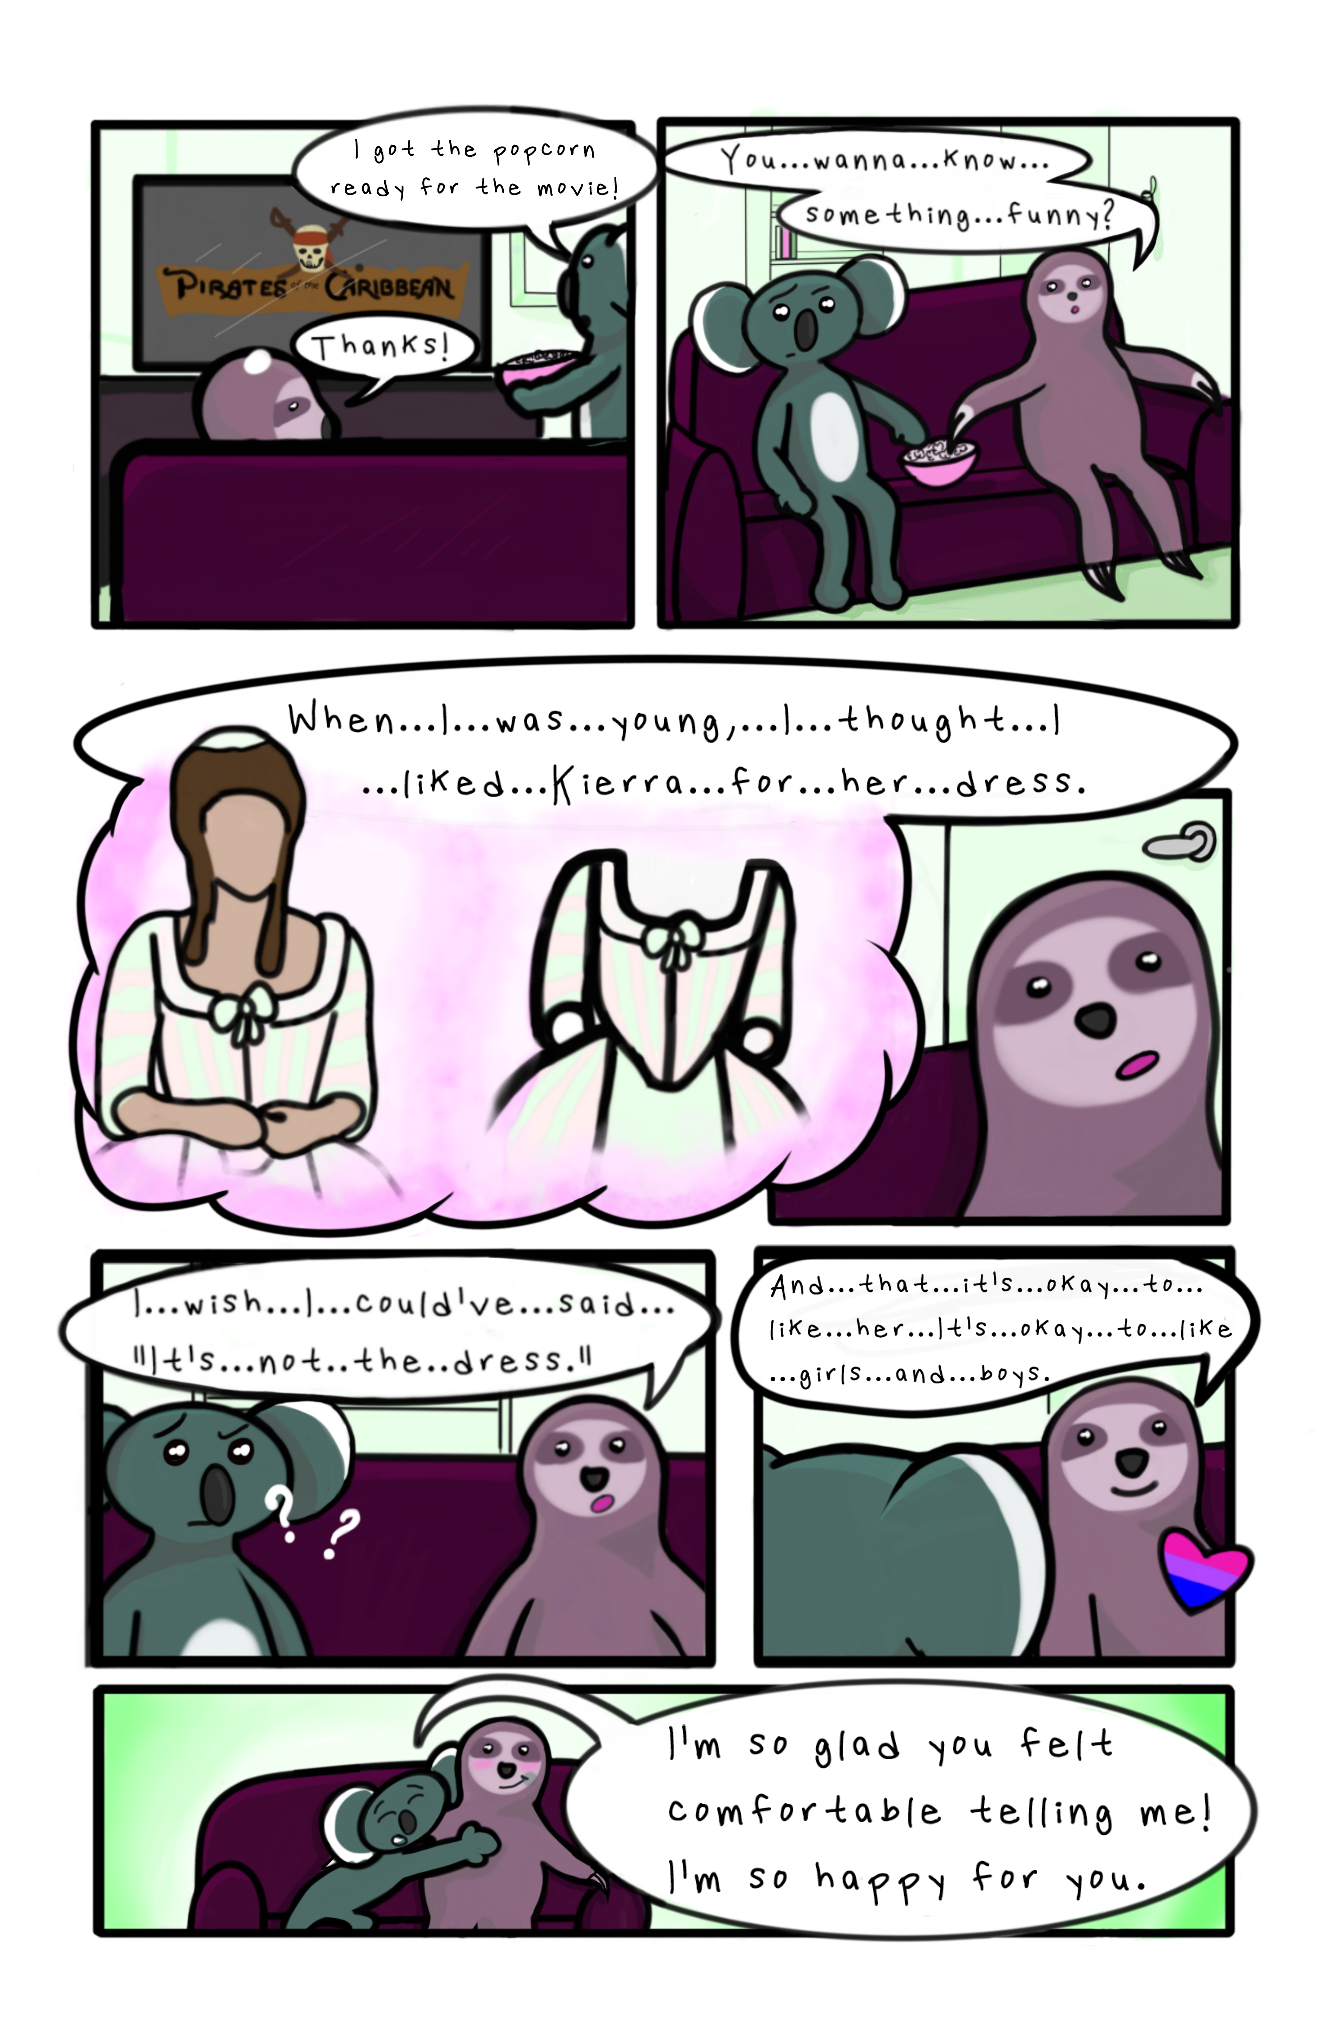 I got the popcorn
ready for the movie!
PIRATES of the CARIBBEAN
Thanks!
You...wanna...know...
something...funny?
When...I...was...young,...I...thought...I
...liked...Kierra...for...her...dress.
I...wish...I...could've...said...
"It's...not..the..dress."
And...that...it's...okay...to...
like...her...It's...okay...to...like
...girls...and...boys.
? ?
I'm so glad you felt
comfortable telling me!
I'm so happy for you.